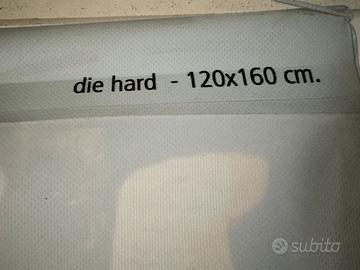 die hard - 120x160 cm.
subito